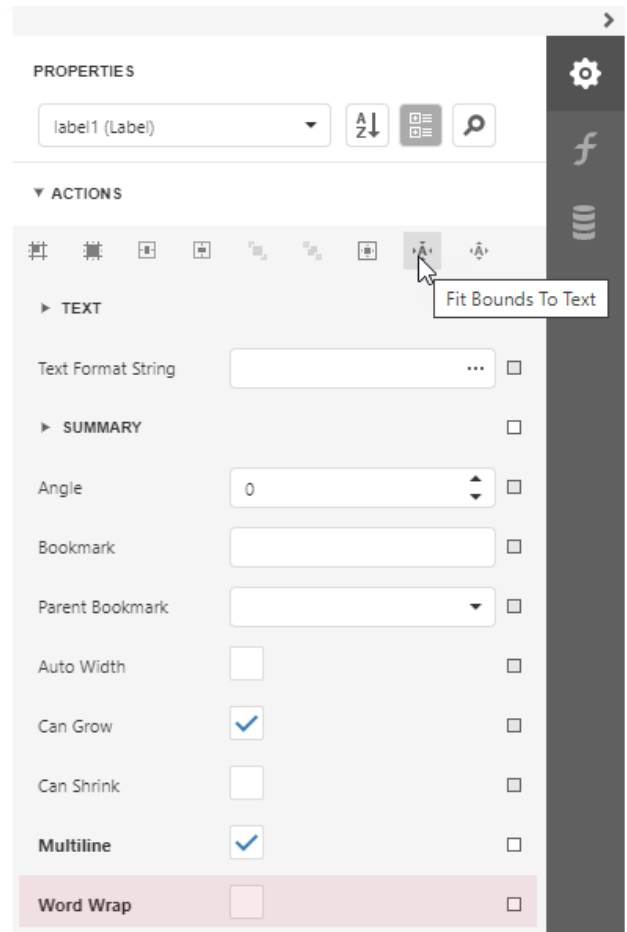 PROPERTIES
label1 (Label)
ACTIONS
Fit Bounds To Text
TEXT
Text Format String
SUMMARY
Angle 0
Bookmark
Parent Bookmark
Auto Width
Can Grow
Can Shrink
Multiline
Word Wrap